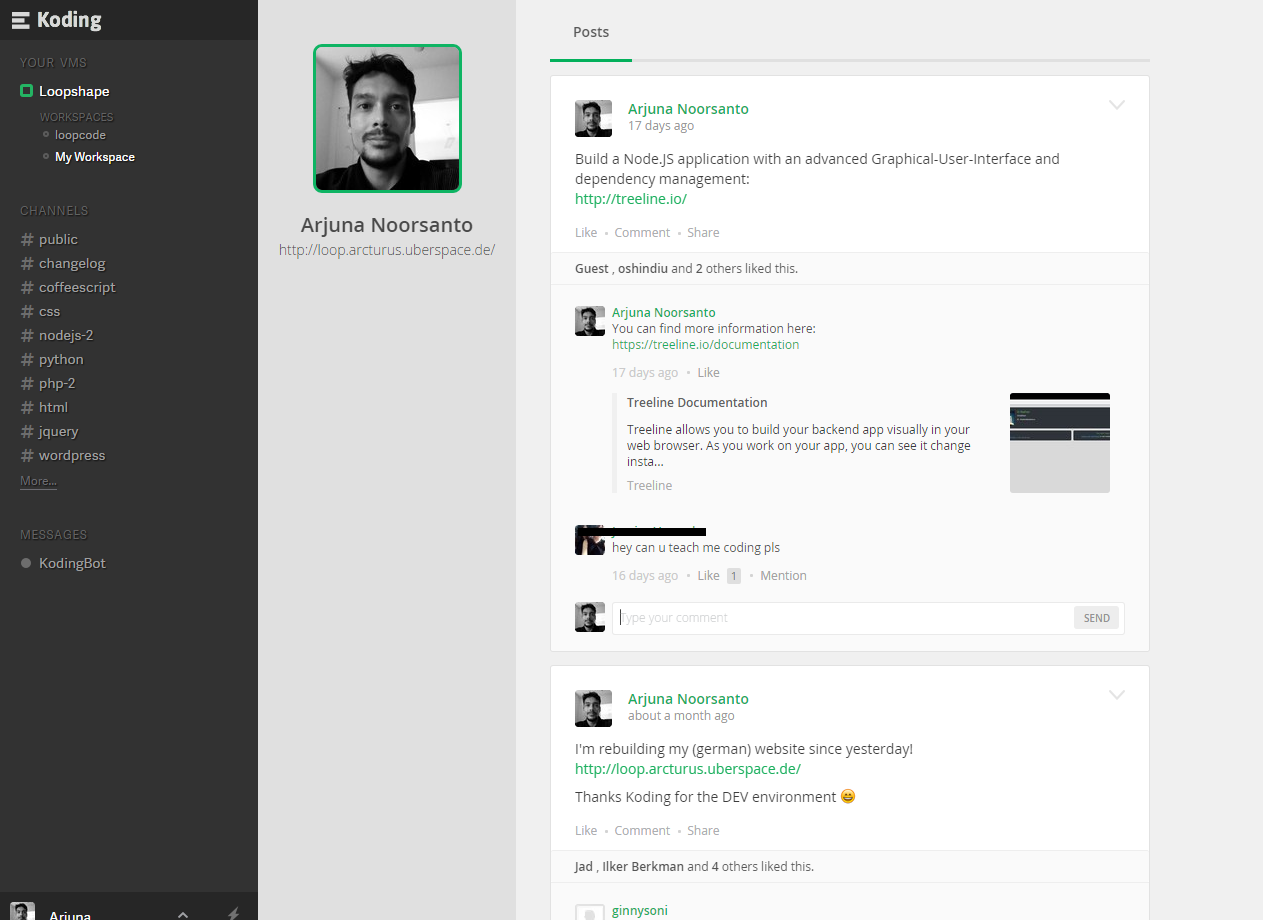 Koding
YOUR VMS
Loopshape
WORKSPACES
loopcode
My Workspace
CHANNELS
# public
# changelog
# coffeescript
# css
# nodejs-2
# python
# php-2
# html
# jquery
# wordpress
More...
MESSAGES
KodingBot
Arjuna
Arjuna Noorsanto
http://loop.arcturus.uberspace.de/
Posts
Arjuna Noorsanto
17 days ago
Build a Node.JS application with an advanced Graphical-User-Interface and
dependency management:
http://treeline.io/
Like • Comment • Share
Guest , oshindiu and 2 others liked this.
Arjuna Noorsanto
You can find more information here:
https://treeline.io/documentation
17 days ago • Like
Treeline Documentation
Treeline allows you to build your backend app visually in your
web browser. As you work on your app, you can see it change
insta...
Treeline
hey can u teach me coding pls
16 days ago • Like 1 • Mention
Type your comment
SEND
Arjuna Noorsanto
about a month ago
I'm rebuilding my (german) website since yesterday!
http://loop.arcturus.uberspace.de/
Thanks Koding for the DEV environment 😀
Like • Comment • Share
Jad , Ilker Berkman and 4 others liked this.
ginnysoni